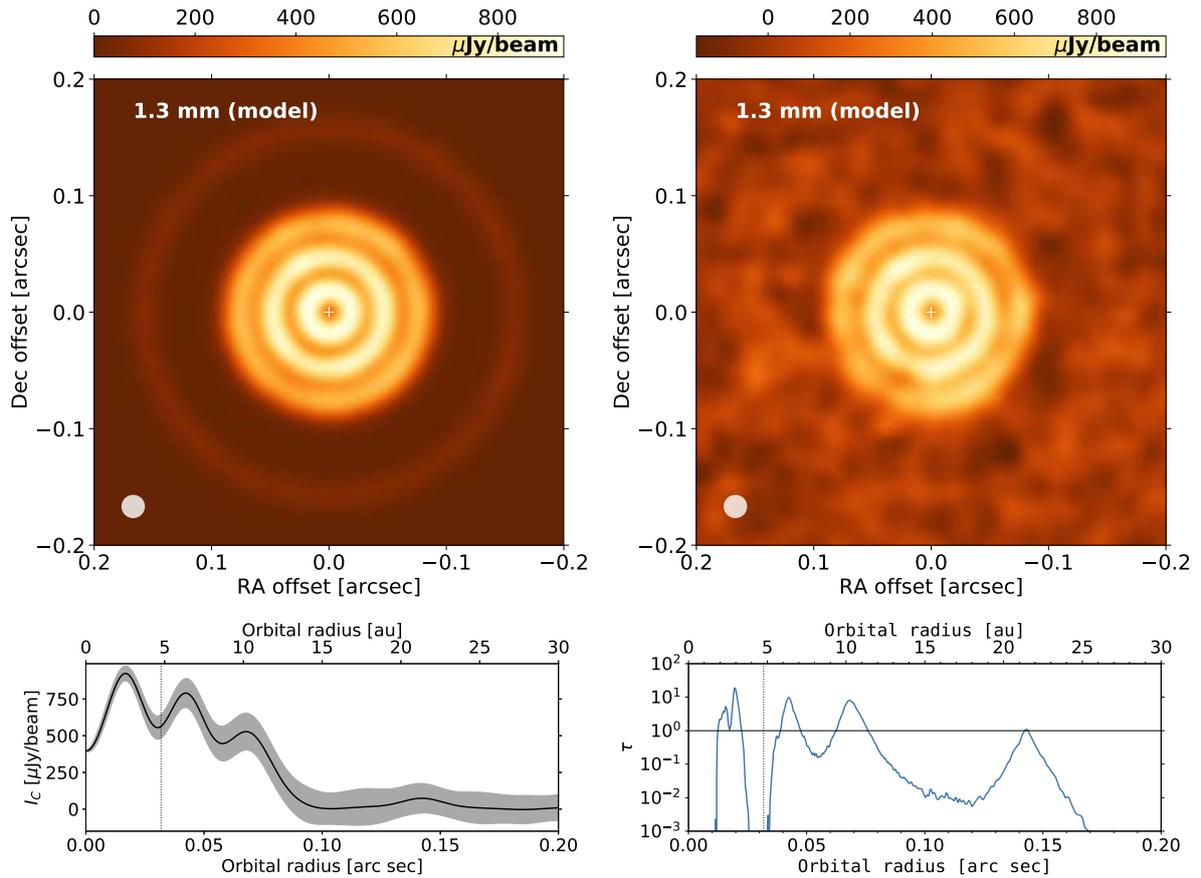 0 200 400 600 800
μJy/beam
0.2
0.1
0.0
−0.1
−0.2
Dec offset [arcsec]
1.3 mm (model)
0.2 0.1 0.0 −0.1 −0.2
RA offset [arcsec]
0 200 400 600 800
μJy/beam
0.2
0.1
0.0
−0.1
−0.2
Dec offset [arcsec]
1.3 mm (model)
0.2 0.1 0.0 −0.1 −0.2
RA offset [arcsec]
Orbital radius [au]
0 5 10 15 20 25 30
750
500
250
0
I_C [μJy/beam]
0.00 0.05 0.10 0.15 0.20
Orbital radius [arc sec]
Orbital radius [au]
0 5 10 15 20 25 30
10²
10¹
10⁰
10⁻¹
10⁻²
10⁻³
τ
0.00 0.05 0.10 0.15 0.20
Orbital radius [arc sec]